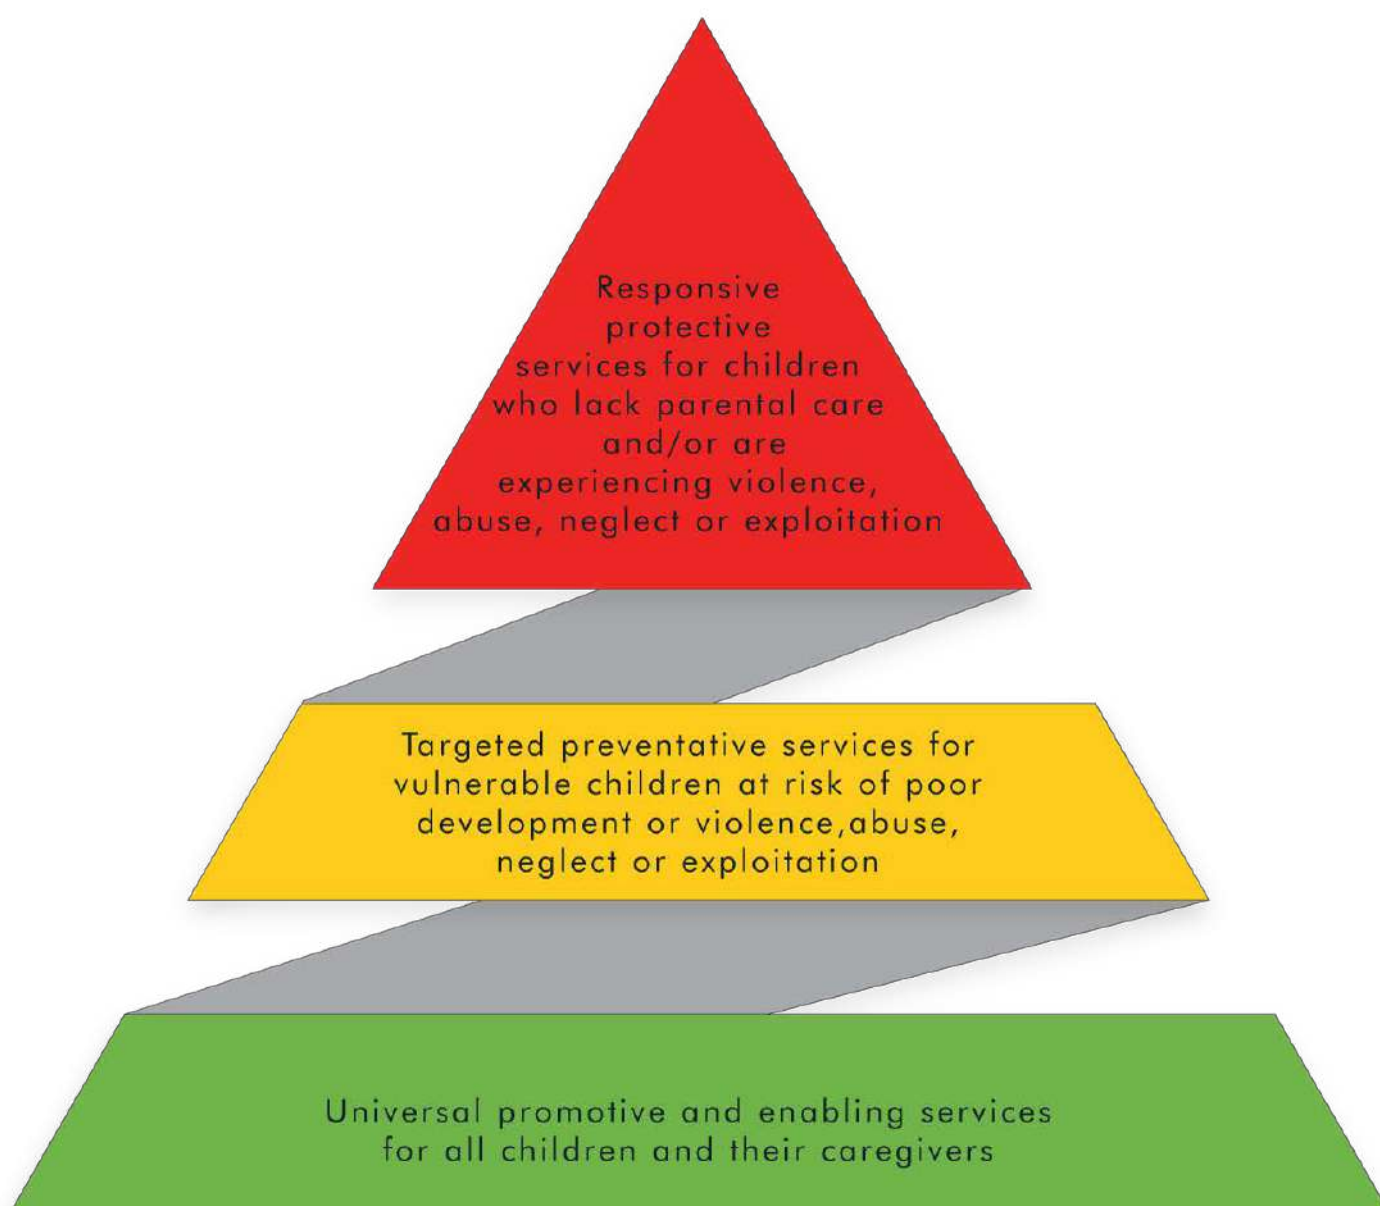 Responsive
protective
services for children
who lack parental care
and/or are
experiencing violence,
abuse, neglect or exploitation
Targeted preventative services for
vulnerable children at risk of poor
development or violence,abuse,
neglect or exploitation
Universal promotive and enabling services
for all children and their caregivers